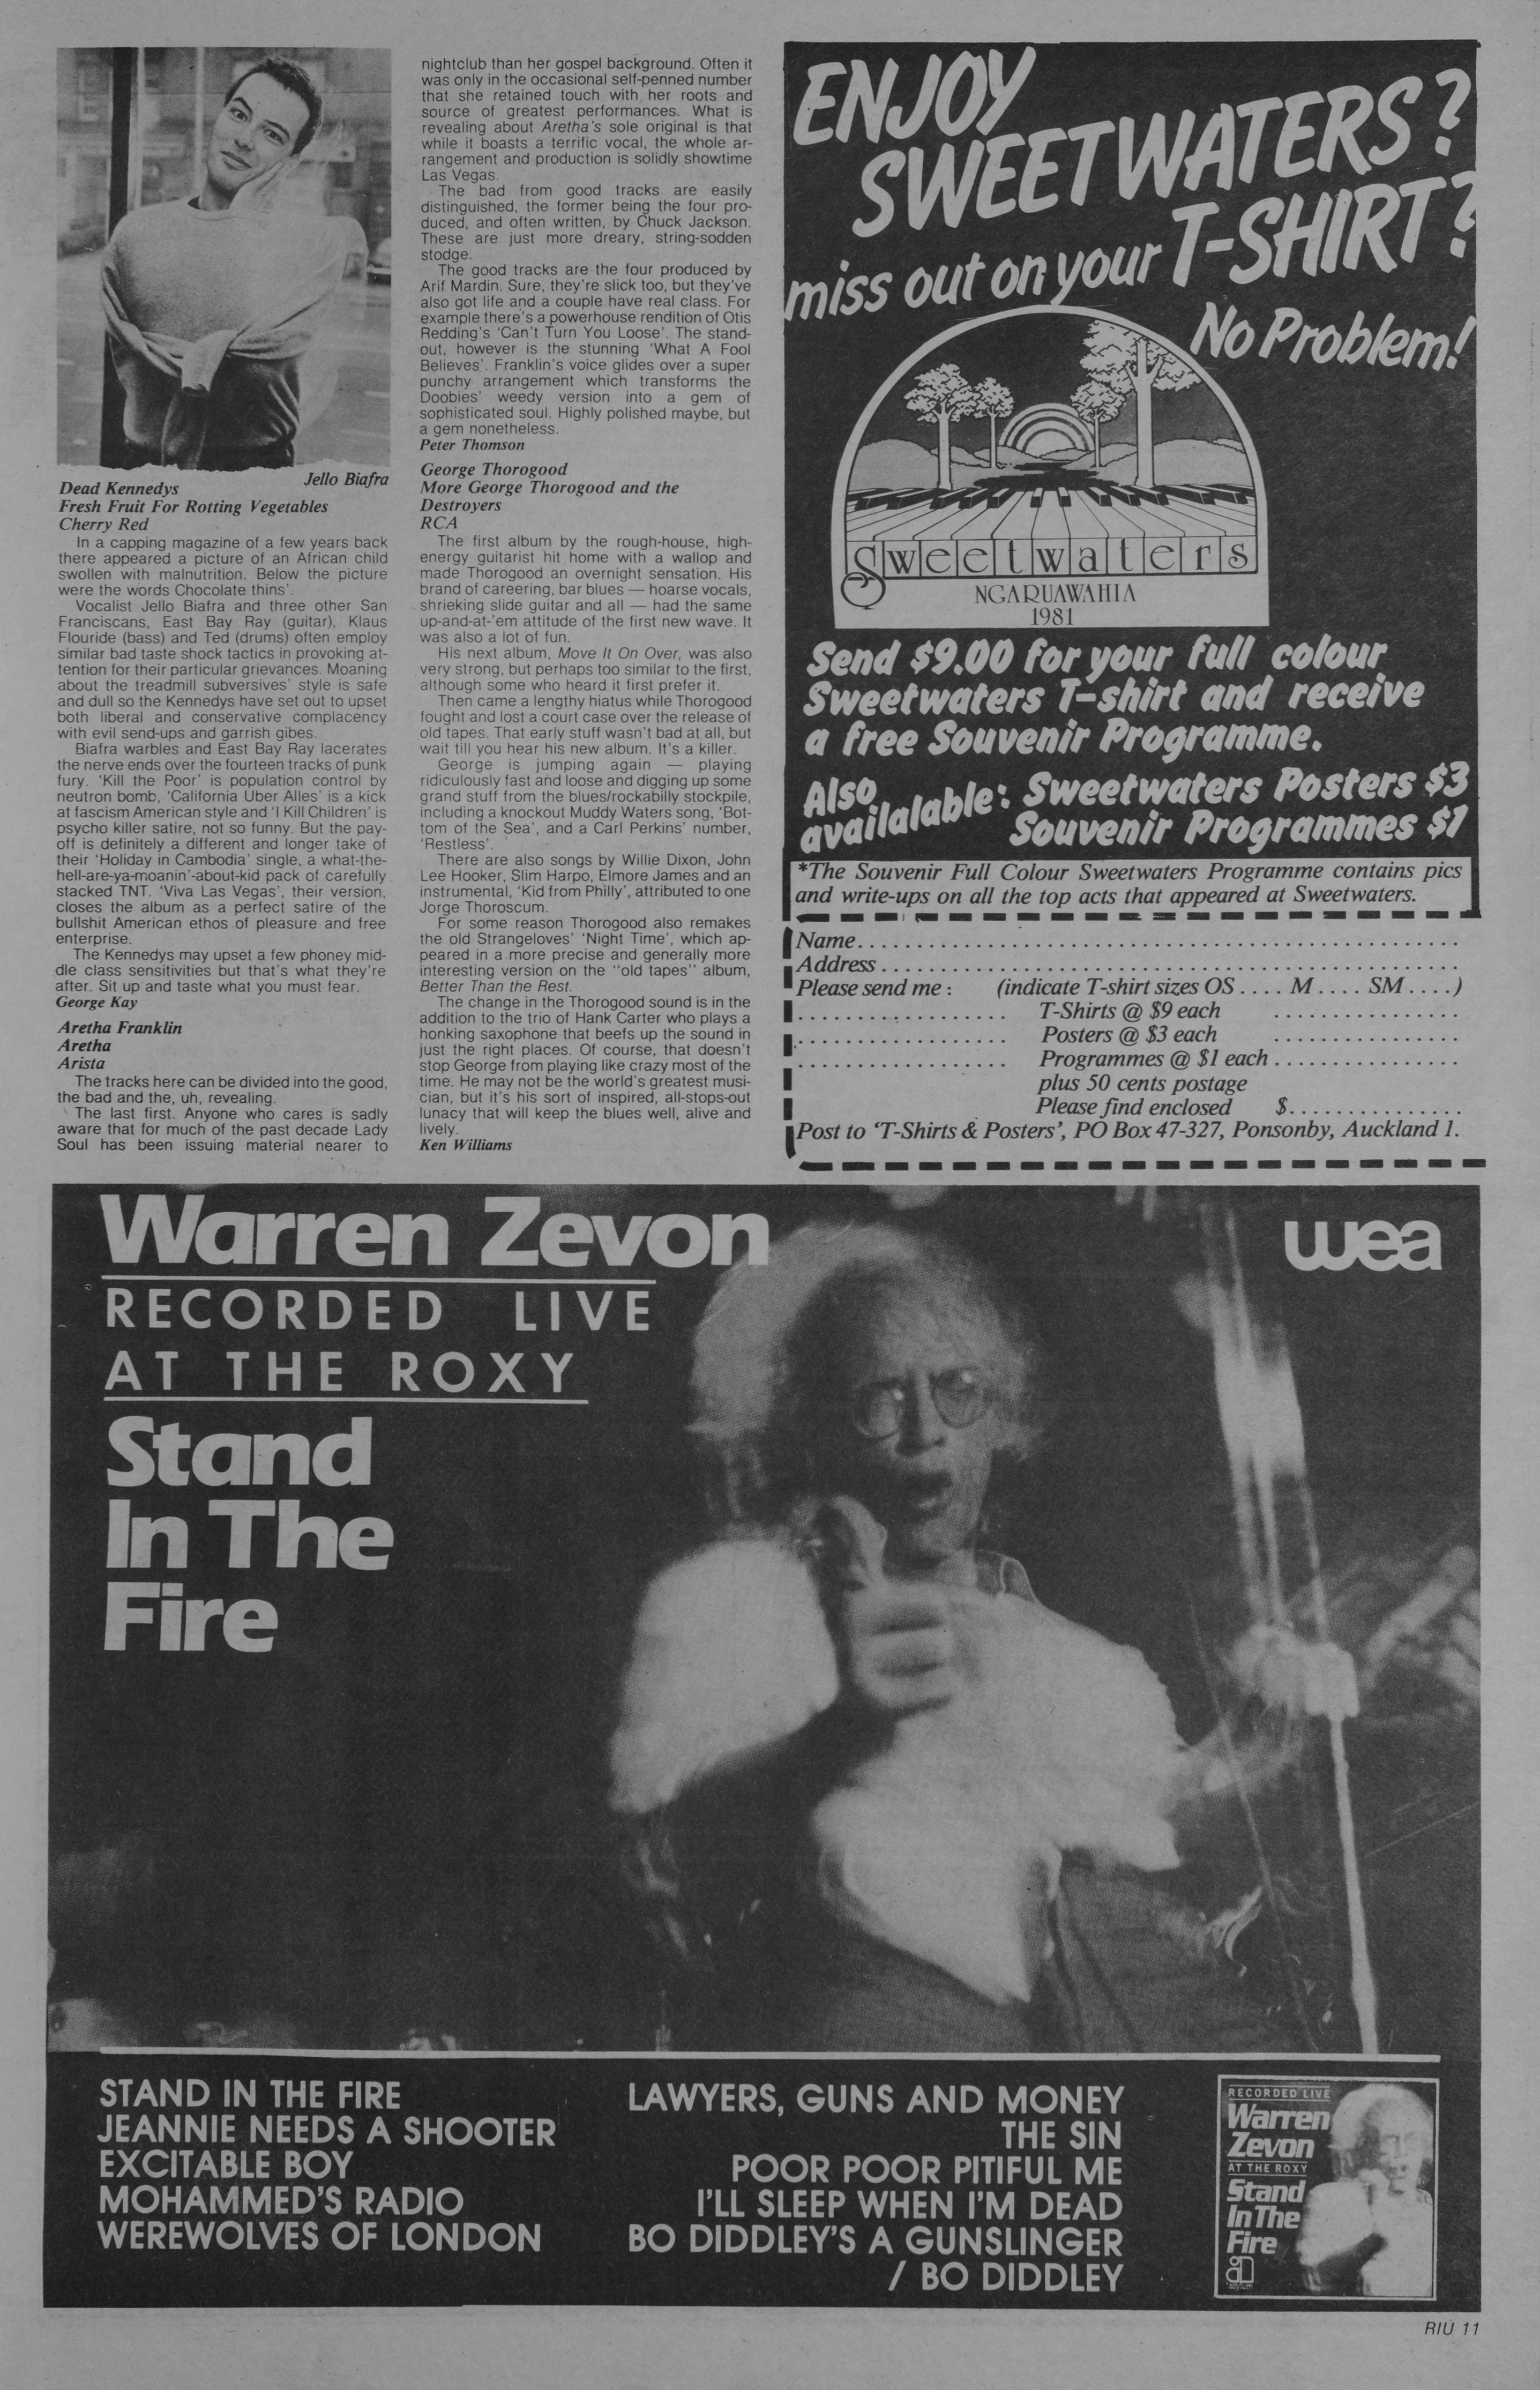 Jello Biafra
Dead Kennedys
Fresh Fruit For Rotting Vegetables
Cherry Red
In a capping magazine of a few years back
there appeared a picture of an African child
swollen with malnutrition. Below the picture
were the words Chocolate thins'.
Vocalist Jello Biafra and three other San
Franciscans, East Bay Ray (guitar), Klaus
Flouride (bass) and Ted (drums) often employ
similar bad taste shock tactics in provoking at-
tention for their particular grievances. Moaning
about the treadmill subversives' style is safe
and dull so the Kennedys have set out to upset
both liberal and conservative complacency
with evil send-ups and garrish gibes.
Biafra warbles and East Bay Ray lacerates
the nerve ends over the fourteen tracks of punk
fury. 'Kill the Poor' is population control by
neutron bomb, 'California Uber Alles' is a kick
at fascism American style and 'I Kill Children' is
psycho killer satire, not so funny. But the pay-
off is definitely a different and longer take of
their 'Holiday in Cambodia' single, a what-the-
hell-are-ya-moanin'-about-kid pack of carefully
stacked TNT. 'Viva Las Vegas', their version,
closes the album as a perfect satire of the
bullshit American ethos of pleasure and free
enterprise.
The Kennedys may upset a few phoney mid-
dle class sensitivities but that's what they're
after. Sit up and taste what you must fear.
George Kay
Aretha Franklin
Aretha
Arista
The tracks here can be divided into the good,
the bad and the, uh, revealing.
The last first. Anyone who cares is sadly
aware that for much of the past decade Lady
Soul has been issuing material nearer to
nightclub than her gospel background. Often it
was only in the occasional self-penned number
that she retained touch with her roots and
source of greatest performances. What is
revealing about Aretha's sole original is that
while it boasts a terrific vocal, the whole ar-
rangement and production is solidly showtime
Las Vegas.
The bad from good tracks are easily
distinguished, the former being the four pro-
duced, and often written, by Chuck Jackson.
These are just more dreary, string-sodden
stodge.
The good tracks are the four produced by
Arif Mardin. Sure, they're slick too, but they've
also got life and a couple have real class. For
example there's a powerhouse rendition of Otis
Redding's 'Can't Turn You Loose'. The stand-
out, however is the stunning 'What A Fool
Believes'. Franklin's voice glides over a super
punchy arrangement which transforms the
Doobies' weedy version into a gem of
sophisticated soul. Highly polished maybe, but
a gem nonetheless.
Peter Thomson
George Thorogood
More George Thorogood and the
Destroyers
RCA
The first album by the rough-house, high-
energy guitarist hit home with a wallop and
made Thorogood an overnight sensation. His
brand of careering, bar blues — hoarse vocals,
shrieking slide guitar and all — had the same
up-and-at-'em attitude of the first new wave. It
was also a lot of fun.
His next album, Move It On Over, was also
very strong, but perhaps too similar to the first,
although some who heard it first prefer it.
Then came a lengthy hiatus while Thorogood
fought and lost a court case over the release of
old tapes. That early stuff wasn't bad at all, but
wait till you hear his new album. It's a killer.
George is jumping again — playing
ridiculously fast and loose and digging up some
grand stuff from the blues/rockabilly stockpile,
including a knockout Muddy Waters song, 'Bot-
tom of the Sea', and a Carl Perkins' number,
'Restless'.
There are also songs by Willie Dixon, John
Lee Hooker, Slim Harpo, Elmore James and an
instrumental, 'Kid from Philly', attributed to one
Jorge Thoroscum.
For some reason Thorogood also remakes
the old Strangeloves' 'Night Time', which ap-
peared in a more precise and generally more
interesting version on the "old tapes" album,
Better Than the Rest.
The change in the Thorogood sound is in the
addition to the trio of Hank Carter who plays a
honking saxophone that beefs up the sound in
just the right places. Of course, that doesn't
stop George from playing like crazy most of the
time. He may not be the world's greatest musi-
cian, but it's his sort of inspired, all-stops-out
lunacy that will keep the blues well, alive and
lively.
Ken Williams
ENJOY
SWEETWATERS?
miss out on your T-SHIRT?
No Problem!
Sweetwaters
NGARUAWAHIA
1981
Send $9.00 for your full colour
Sweetwaters T-shirt and receive
a free Souvenir Programme.
Also
availalable: Sweetwaters Posters $3
Souvenir Programmes $1
*The Souvenir Full Colour Sweetwaters Programme contains pics
and write-ups on all the top acts that appeared at Sweetwaters.
Name
Address
Please send me : (indicate T-shirt sizes OS .... M .... SM ....)
T-Shirts @ $9 each
Posters @ $3 each
Programmes @ $1 each
plus 50 cents postage
Please find enclosed $
Post to 'T-Shirts & Posters', PO Box 47-327, Ponsonby, Auckland 1.
Warren Zevon
wea
RECORDED LIVE
AT THE ROXY
Stand
In The
Fire
STAND IN THE FIRE
JEANNIE NEEDS A SHOOTER
EXCITABLE BOY
MOHAMMED'S RADIO
WEREWOLVES OF LONDON
LAWYERS, GUNS AND MONEY
THE SIN
POOR POOR PITIFUL ME
I'LL SLEEP WHEN I'M DEAD
BO DIDDLEY'S A GUNSLINGER
/ BO DIDDLEY
RECORDED LIVE
Warren
Zevon
AT THE ROXY
Stand
In The
Fire
asylum
RIU 11